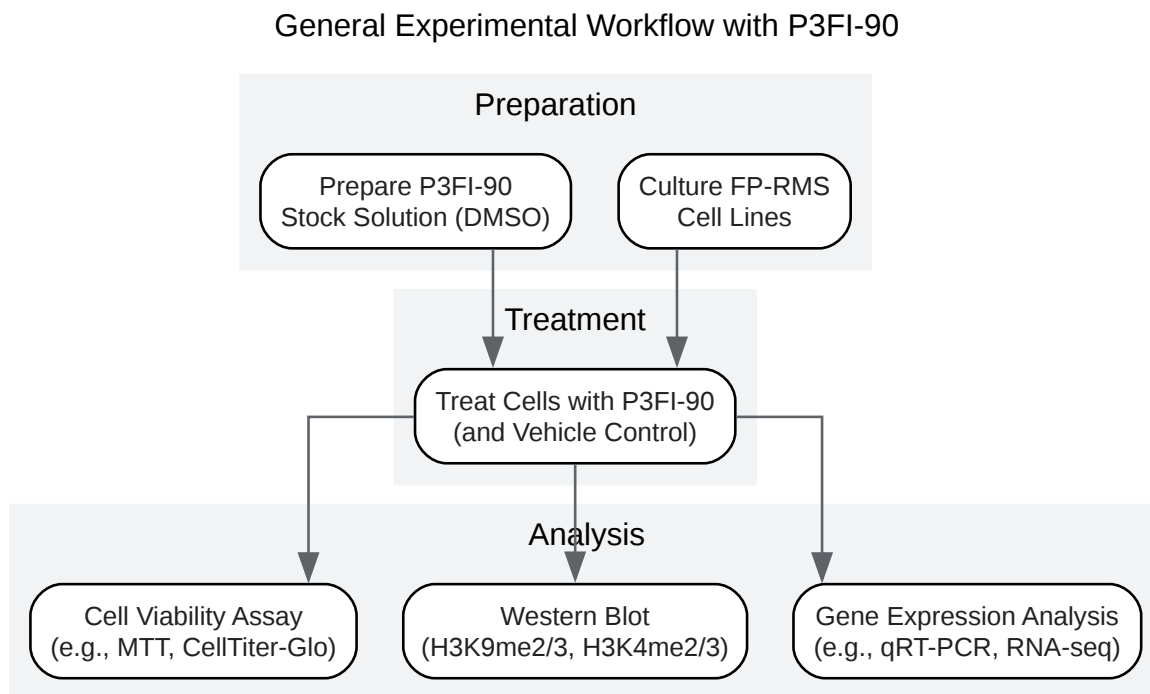 General Experimental Workflow with P3FI-90
Preparation
Prepare P3FI-90
Stock Solution (DMSO)
Culture FP-RMS
Cell Lines
Treatment
Treat Cells with P3FI-90
(and Vehicle Control)
Analysis
Cell Viability Assay
(e.g., MTT, CellTiter-Glo)
Western Blot
(H3K9me2/3, H3K4me2/3)
Gene Expression Analysis
(e.g., qRT-PCR, RNA-seq)